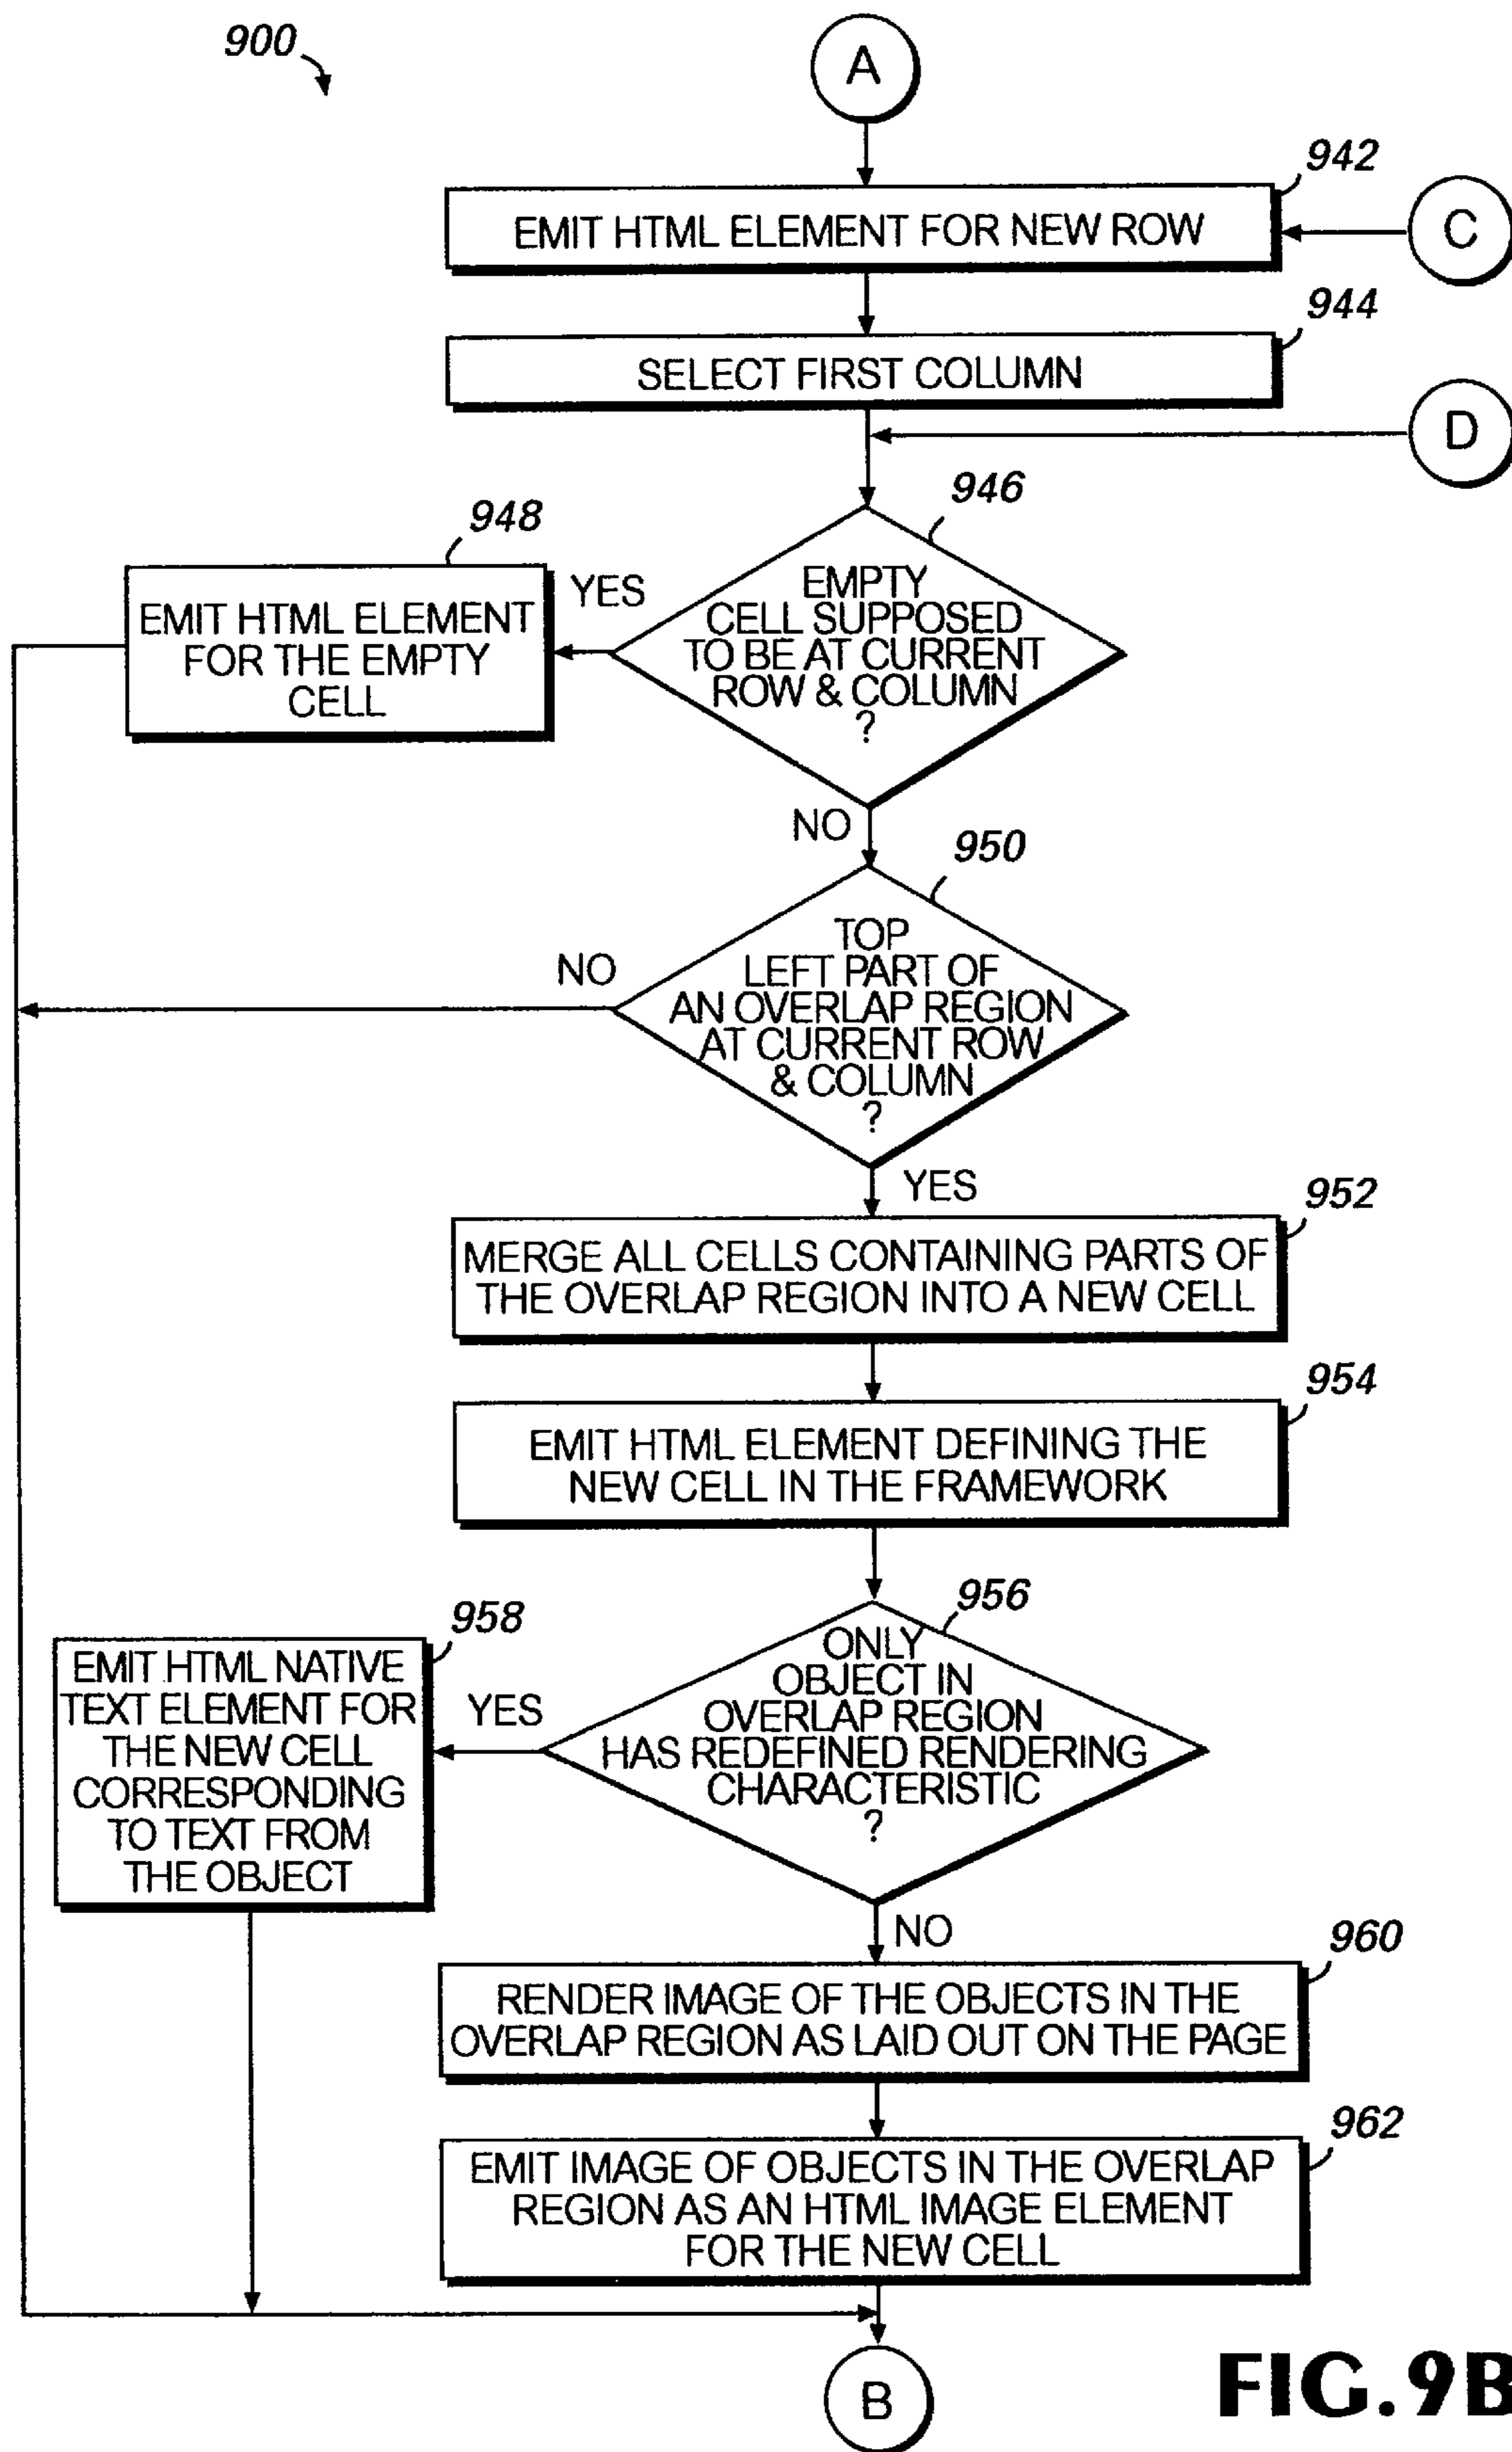 900
A
942
EMIT HTML ELEMENT FOR NEW ROW
C
944
SELECT FIRST COLUMN
D
946
948
EMPTY
CELL SUPPOSED
TO BE AT CURRENT
ROW & COLUMN
?
YES
EMIT HTML ELEMENT
FOR THE EMPTY
CELL
NO
950
TOP
LEFT PART OF
AN OVERLAP REGION
AT CURRENT ROW
& COLUMN
?
NO
YES
952
MERGE ALL CELLS CONTAINING PARTS OF
THE OVERLAP REGION INTO A NEW CELL
954
EMIT HTML ELEMENT DEFINING THE
NEW CELL IN THE FRAMEWORK
956
958
ONLY
OBJECT IN
OVERLAP REGION
HAS REDEFINED RENDERING
CHARACTERISTIC
?
YES
EMIT HTML NATIVE
TEXT ELEMENT FOR
THE NEW CELL
CORRESPONDING
TO TEXT FROM
THE OBJECT
NO
960
RENDER IMAGE OF THE OBJECTS IN THE
OVERLAP REGION AS LAID OUT ON THE PAGE
962
EMIT IMAGE OF OBJECTS IN THE OVERLAP
REGION AS AN HTML IMAGE ELEMENT
FOR THE NEW CELL
B
FIG. 9B